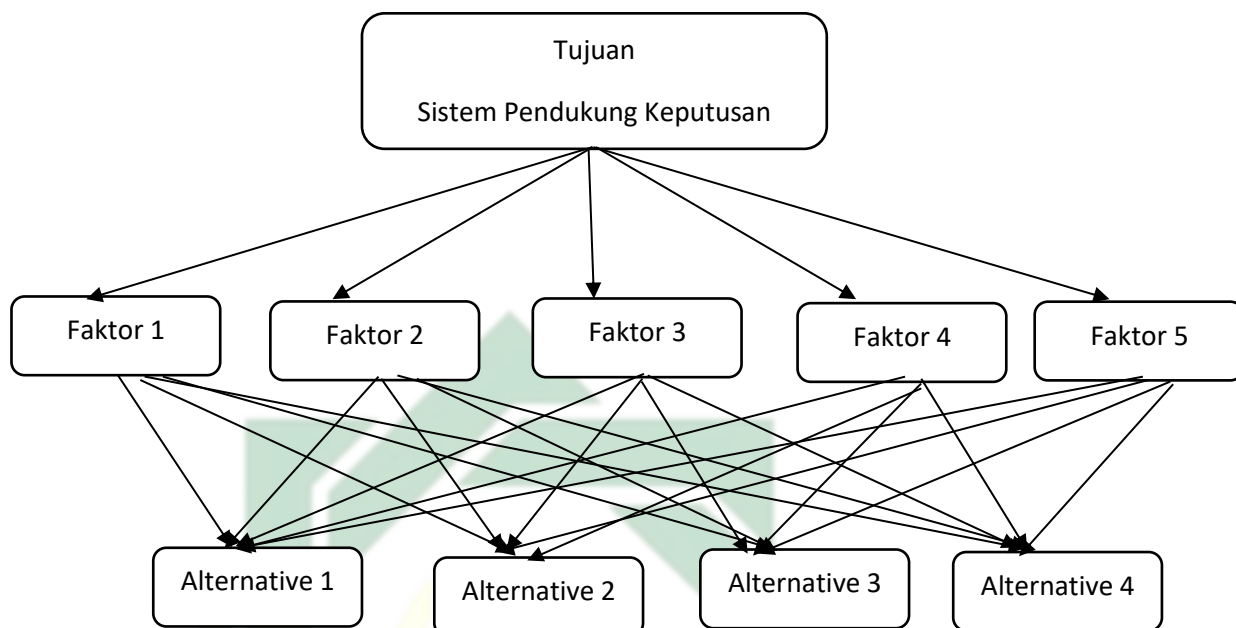 Tujuan
Sistem Pendukung Keputusan
Faktor 1
Faktor 2
Faktor 3
Faktor 4
Faktor 5
Alternative 1
Alternative 2
Alternative 3
Alternative 4